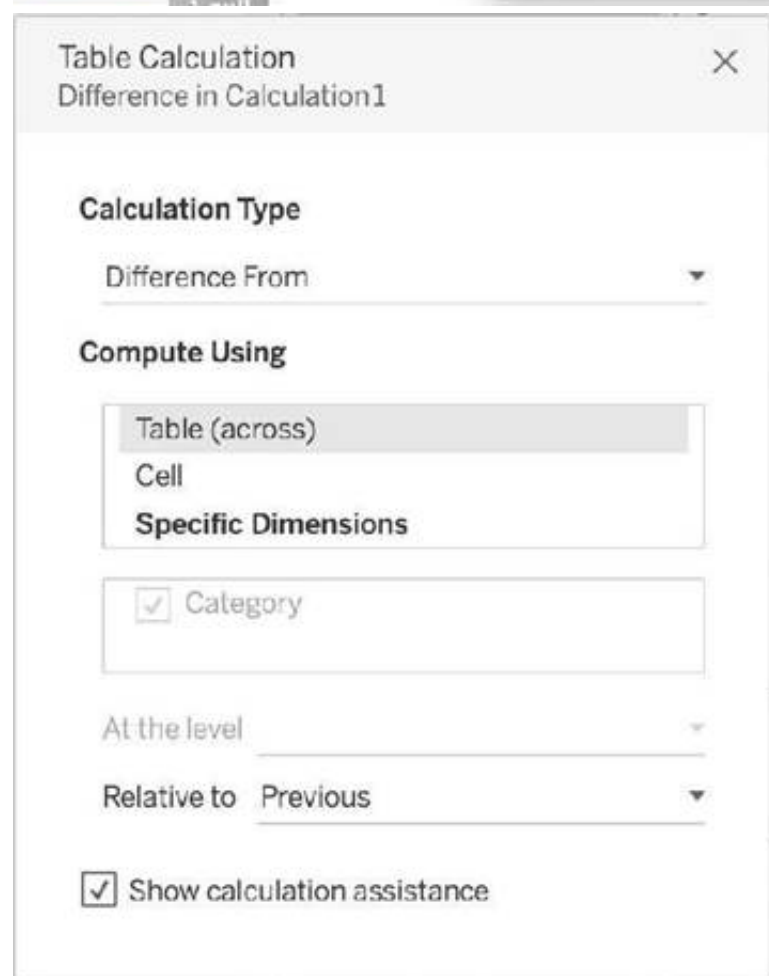 Table Calculation
Difference in Calculation1
Calculation Type
Difference From
Compute Using
Table (across)
Cell
Specific Dimensions
Category
At the level
Relative to Previous
Show calculation assistance